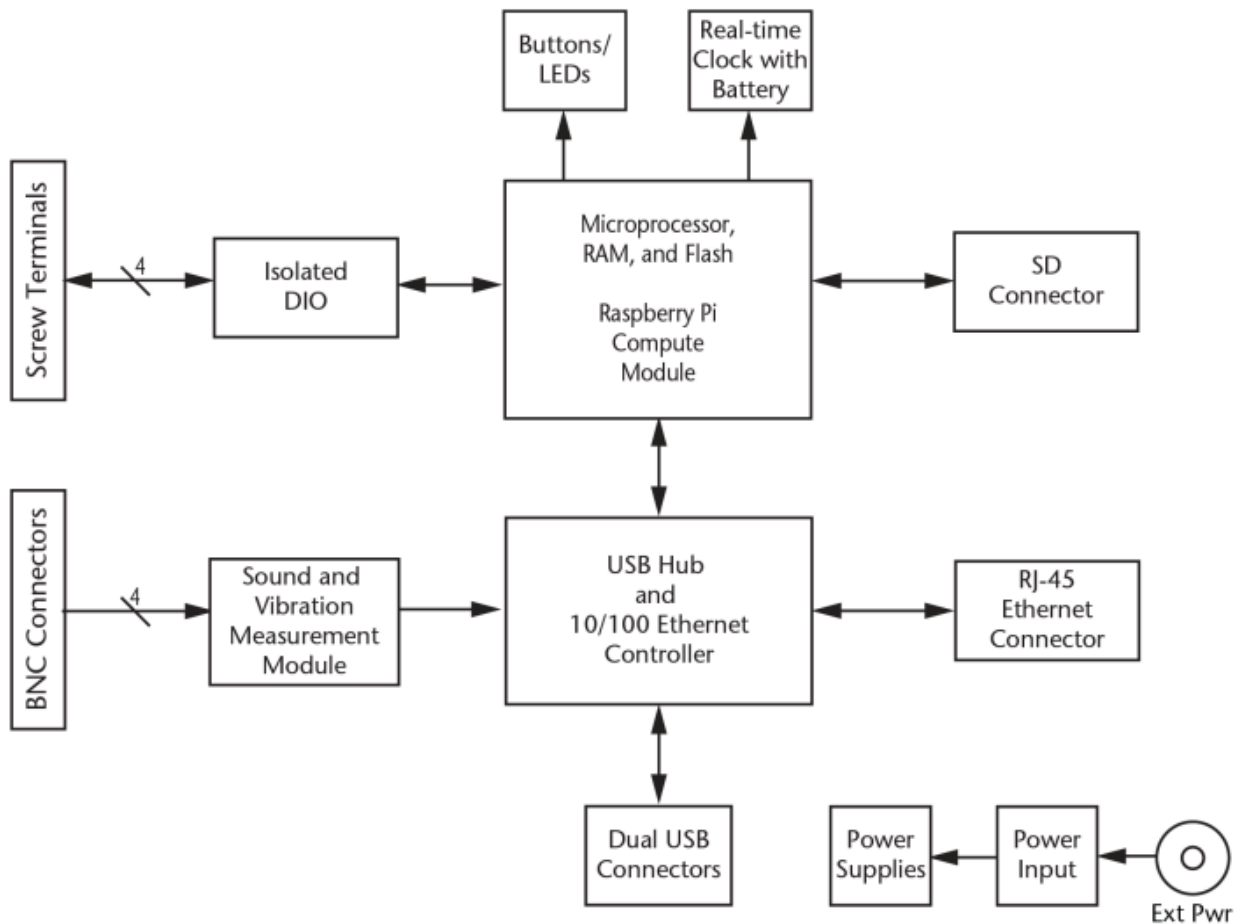 Buttons/
LEDs
Real-time
Clock with
Battery
Screw Terminals
4
Isolated
DIO
Microprocessor,
RAM, and Flash
Raspberry Pi
Compute
Module
SD
Connector
BNC Connectors
4
Sound and
Vibration
Measurement
Module
USB Hub
and
10/100 Ethernet
Controller
RJ-45
Ethernet
Connector
Dual USB
Connectors
Power
Supplies
Power
Input
Ext Pwr